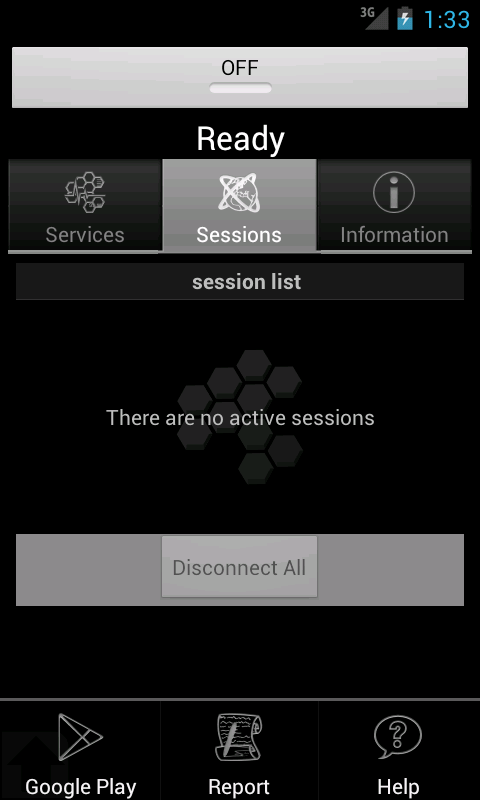 3G 1:33
OFF
Ready
Services Sessions Information
session list
There are no active sessions
Disconnect All
Google Play Report Help